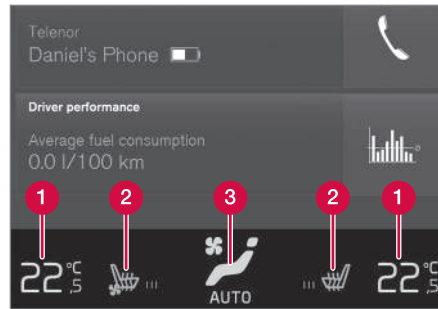 Telenor
Daniel's Phone
Driver performance
Average fuel consumption
0.0 l/100 km
1 2 3 2 1
22°C,5 22°C,5
AUTO